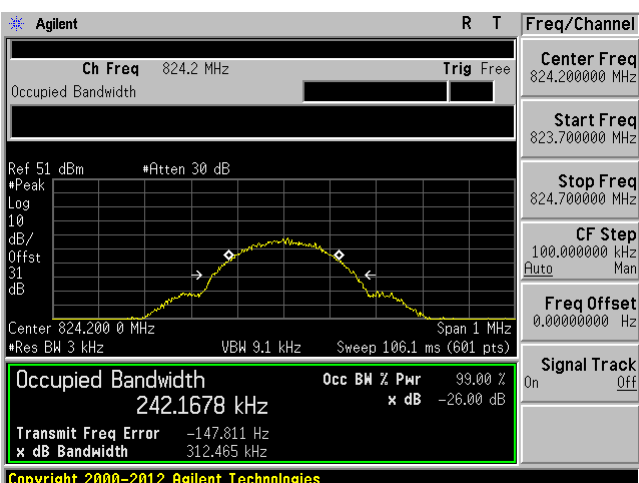 Agilent R T Freq/Channel
Ch Freq 824.2 MHz Trig Free
Occupied Bandwidth
Center Freq
824.200000 MHz
Start Freq
823.700000 MHz
Stop Freq
824.700000 MHz
CF Step
100.000000 kHz
Auto Man
Freq Offset
0.00000000 Hz
Signal Track
On Off
Ref 51 dBm #Atten 30 dB
#Peak
Log
10
dB/
Offst
31
dB
Center 824.200 0 MHz Span 1 MHz
#Res BW 3 kHz VBW 9.1 kHz Sweep 106.1 ms (601 pts)
Occupied Bandwidth Occ BW % Pwr 99.00 %
242.1678 kHz x dB -26.00 dB
Transmit Freq Error -147.811 Hz
x dB Bandwidth 312.465 kHz
Copyright 2000-2012 Agilent Technologies